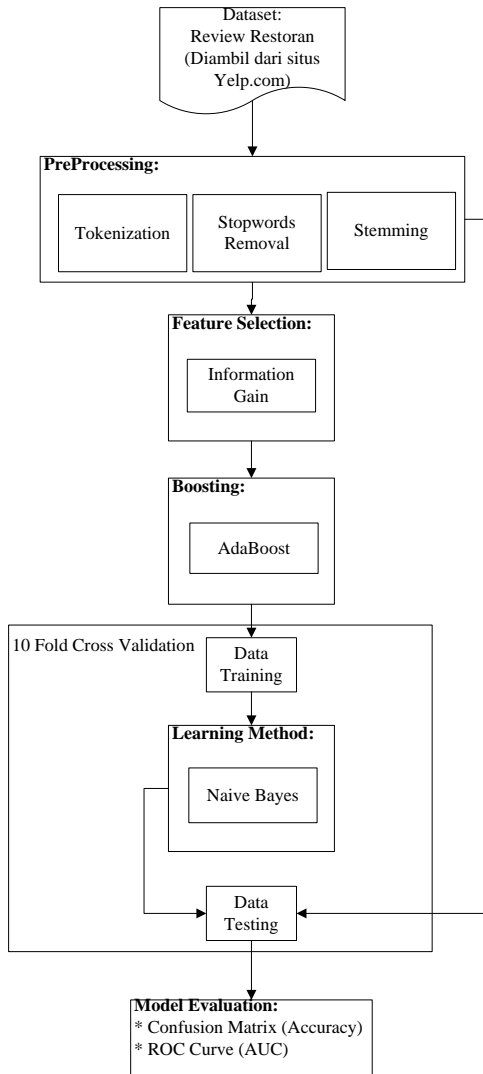 Dataset:
Review Restoran
(Diambil dari situs
Yelp.com)
PreProcessing:
Tokenization
Stopwords
Removal
Stemming
Feature Selection:
Information
Gain
Boosting:
AdaBoost
10 Fold Cross Validation
Data
Training
Learning Method:
Naive Bayes
Data
Testing
Model Evaluation:
* Confusion Matrix (Accuracy)
* ROC Curve (AUC)